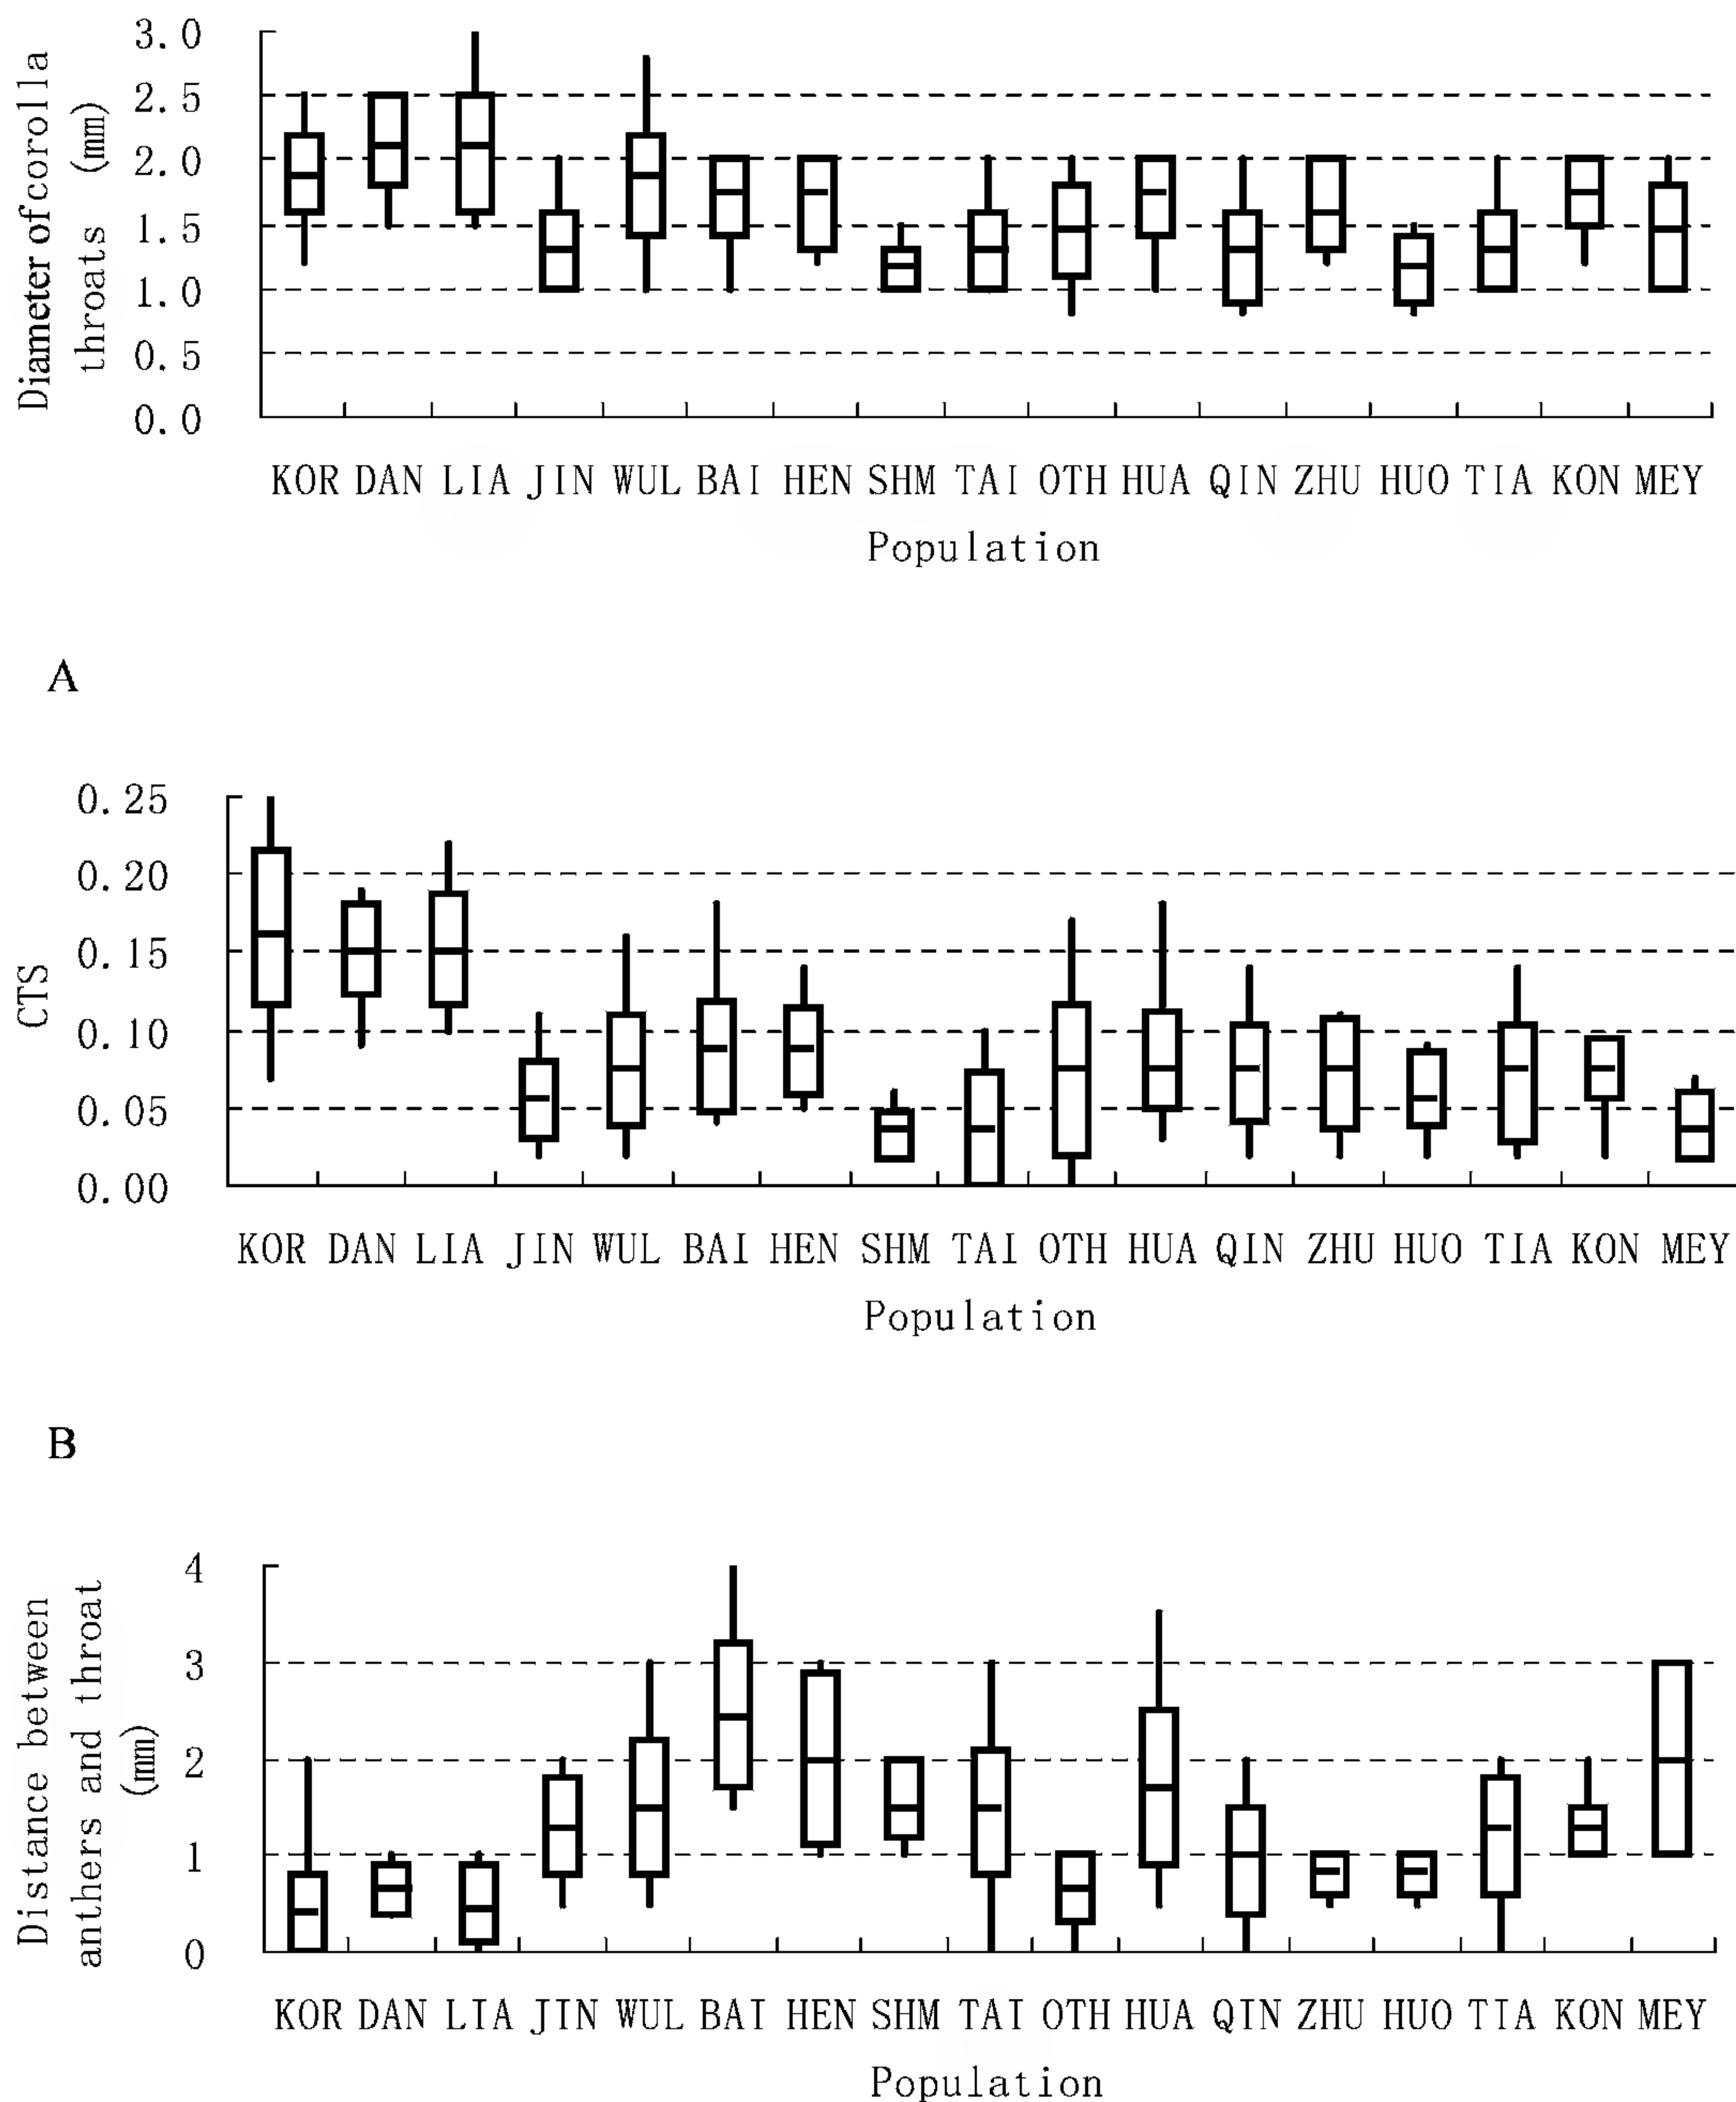 Diameter of corolla
throats (mm)
3.0
2.5
2.0
1.5
1.0
0.5
0.0
KOR DAN LIA JIN WUL BAI HEN SHM TAI OTH HUA QIN ZHU HUO TIA KON MEY
Population
A
CTS
0.25
0.20
0.15
0.10
0.05
0.00
KOR DAN LIA JIN WUL BAI HEN SHM TAI OTH HUA QIN ZHU HUO TIA KON MEY
Population
B
Distance between
anthers and throat
(mm)
4
3
2
1
0
KOR DAN LIA JIN WUL BAI HEN SHM TAI OTH HUA QIN ZHU HUO TIA KON MEY
Population